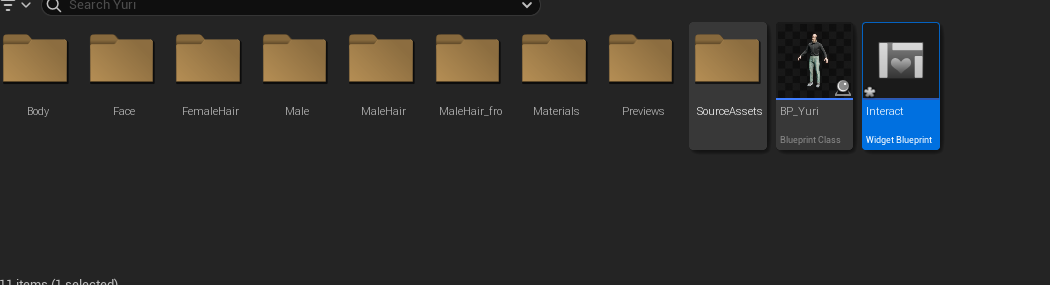 Search Yuri
Body
Face
FemaleHair
Male
MaleHair
MaleHair_fro
Materials
Previews
SourceAssets
BP_Yuri
Blueprint Class
Interact
Widget Blueprint
11 items (1 selected)